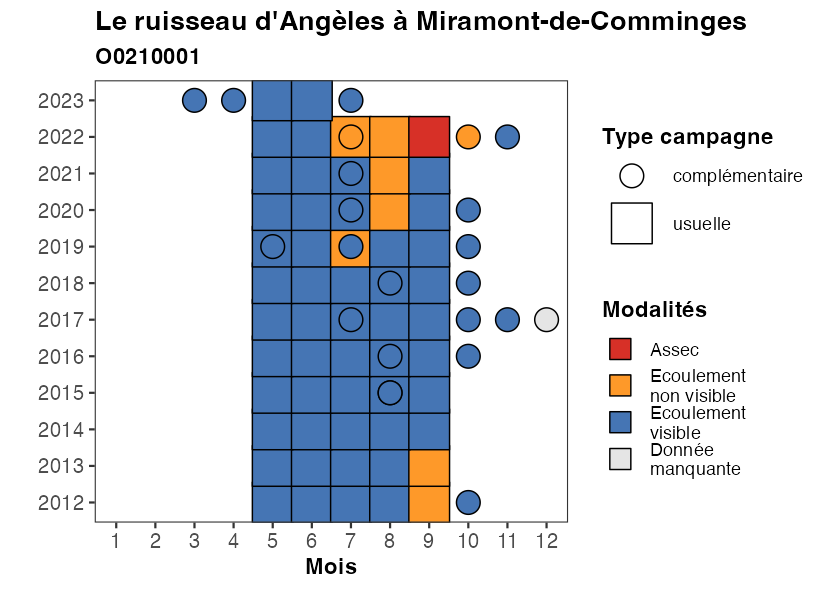 Le ruisseau d'Angèles à Miramont-de-Comminges
O0210001
2023
2022
2021
2020
2019
2018
2017
2016
2015
2014
2013
2012
1 2 3 4 5 6 7 8 9 10 11 12
Mois
Type campagne
complémentaire
usuelle
Modalités
Assec
Ecoulement
non visible
Ecoulement
visible
Donnée
manquante